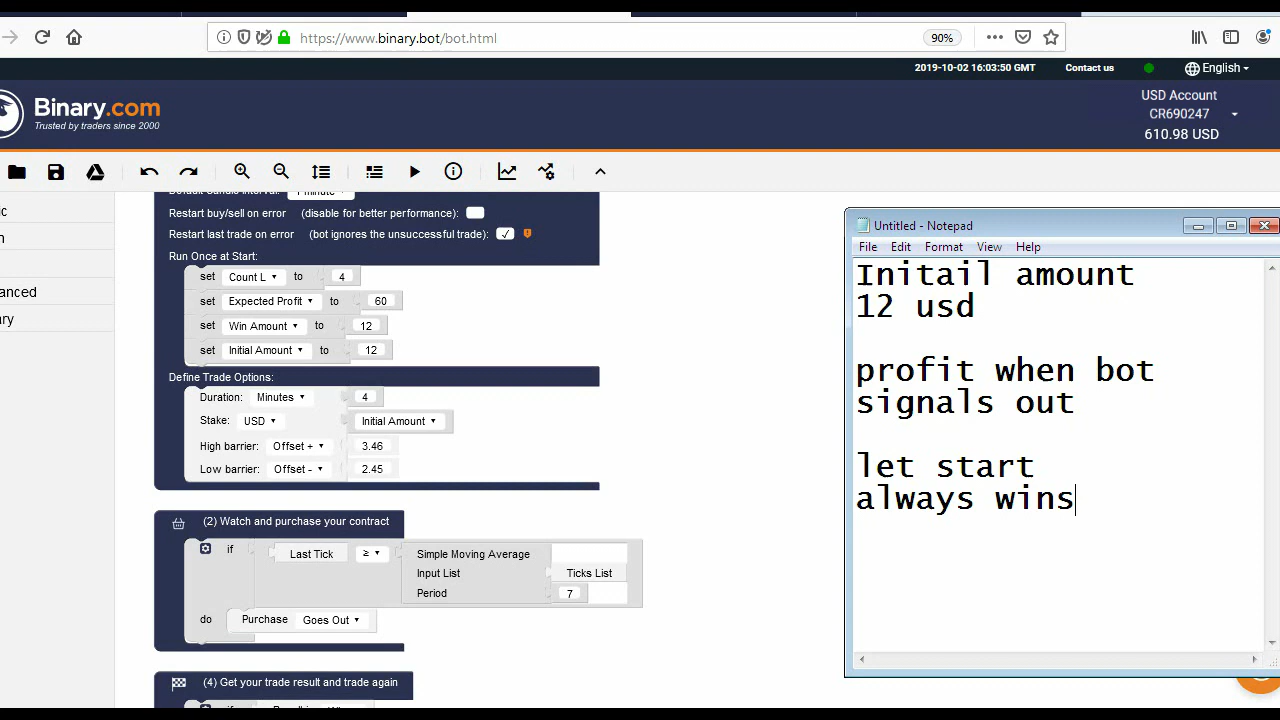 https://www.binary.bot/bot.html
90%
2019-10-02 16:03:50 GMT
Contact us
English
Binary.com
Trusted by traders since 2000
USD Account
CR690247
610.98 USD
Restart buy/sell on error (disable for better performance):
Restart last trade on error (bot ignores the unsuccessful trade):
Run Once at Start:
set Count L to 4
set Expected Profit to 60
set Win Amount to 12
set Initial Amount to 12
Define Trade Options:
Duration: Minutes 4
Stake: USD Initial Amount
High barrier: Offset + 3.46
Low barrier: Offset - 2.45
(2) Watch and purchase your contract
if Last Tick ≥ Simple Moving Average
Input List Ticks List
Period 7
do Purchase Goes Out
(4) Get your trade result and trade again
Untitled - Notepad
File Edit Format View Help
Initail amount
12 usd
profit when bot
signals out
let start
always wins